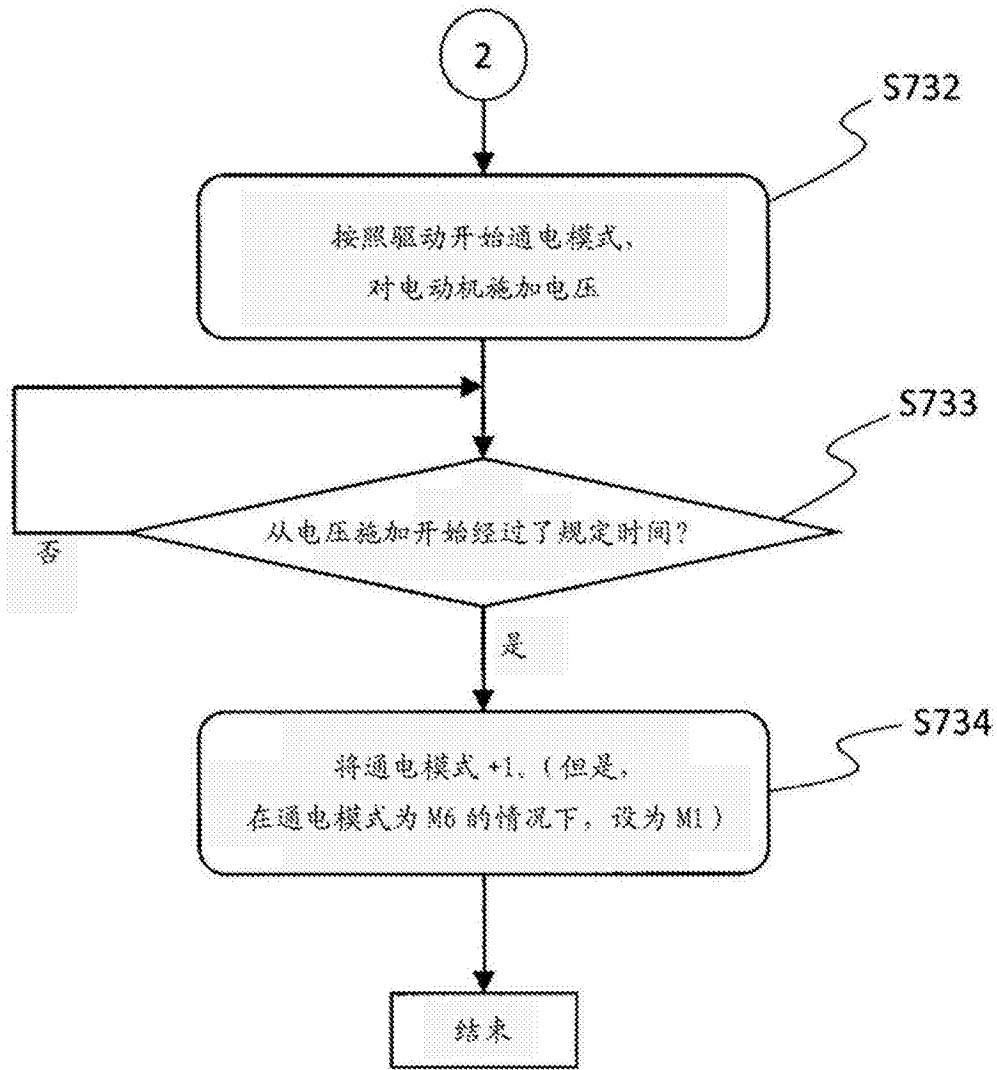 2
S732
按照驱动开始通电模式、
对电动机施加电压
S733
从电压施加开始经过了规定时间?
否
是
S734
将通电模式+1.(但是,
在通电模式为M6的情况下,设为M1)
结束